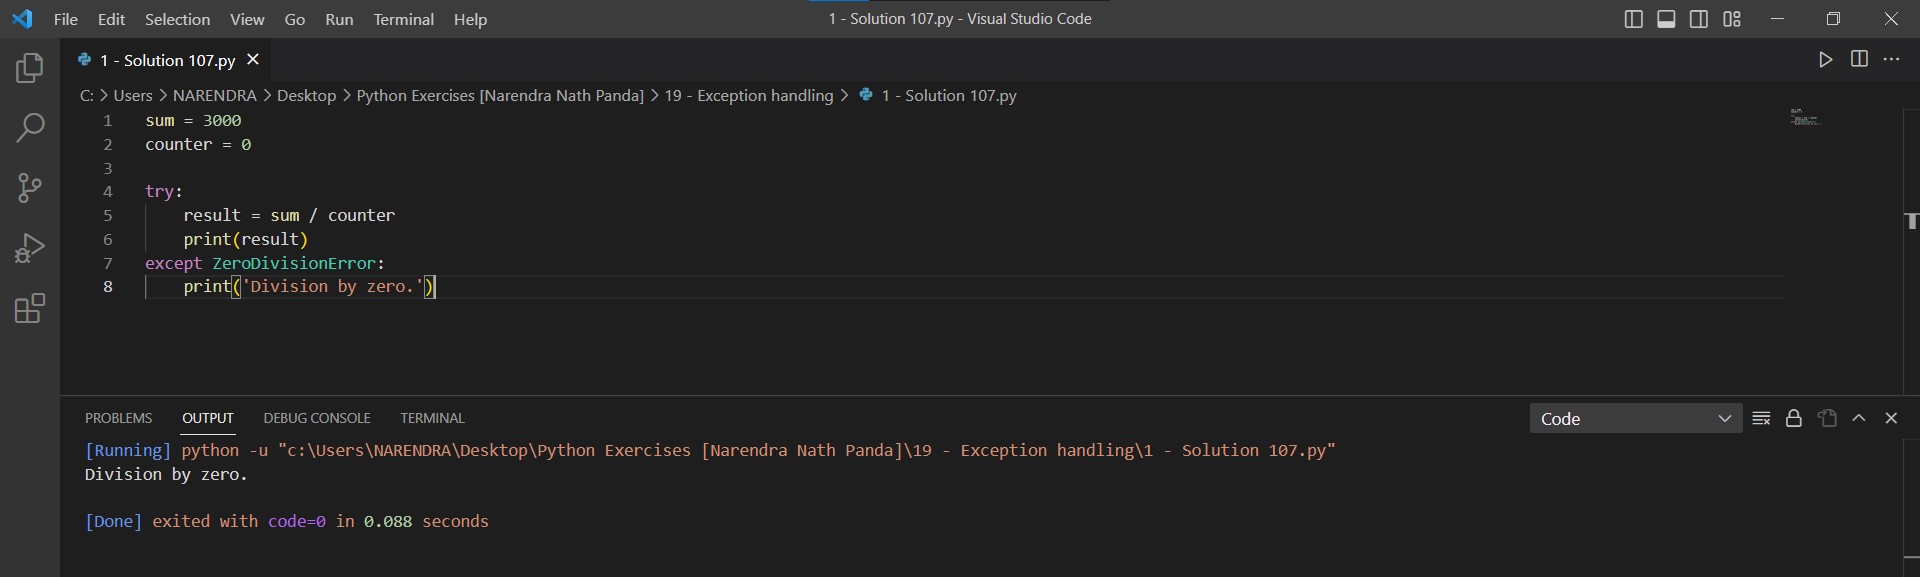 File Edit Selection View Go Run Terminal Help
1 - Solution 107.py - Visual Studio Code
1 - Solution 107.py
C: > Users > NARENDRA > Desktop > Python Exercises [Narendra Nath Panda] > 19 - Exception handling > 1 - Solution 107.py
1 sum = 3000
2 counter = 0
3
4 try:
5     result = sum / counter
6     print(result)
7 except ZeroDivisionError:
8     print('Division by zero.')
PROBLEMS OUTPUT DEBUG CONSOLE TERMINAL
Code
[Running] python -u "c:\Users\NARENDRA\Desktop\Python Exercises [Narendra Nath Panda]\19 - Exception handling\1 - Solution 107.py"
Division by zero.
[Done] exited with code=0 in 0.088 seconds